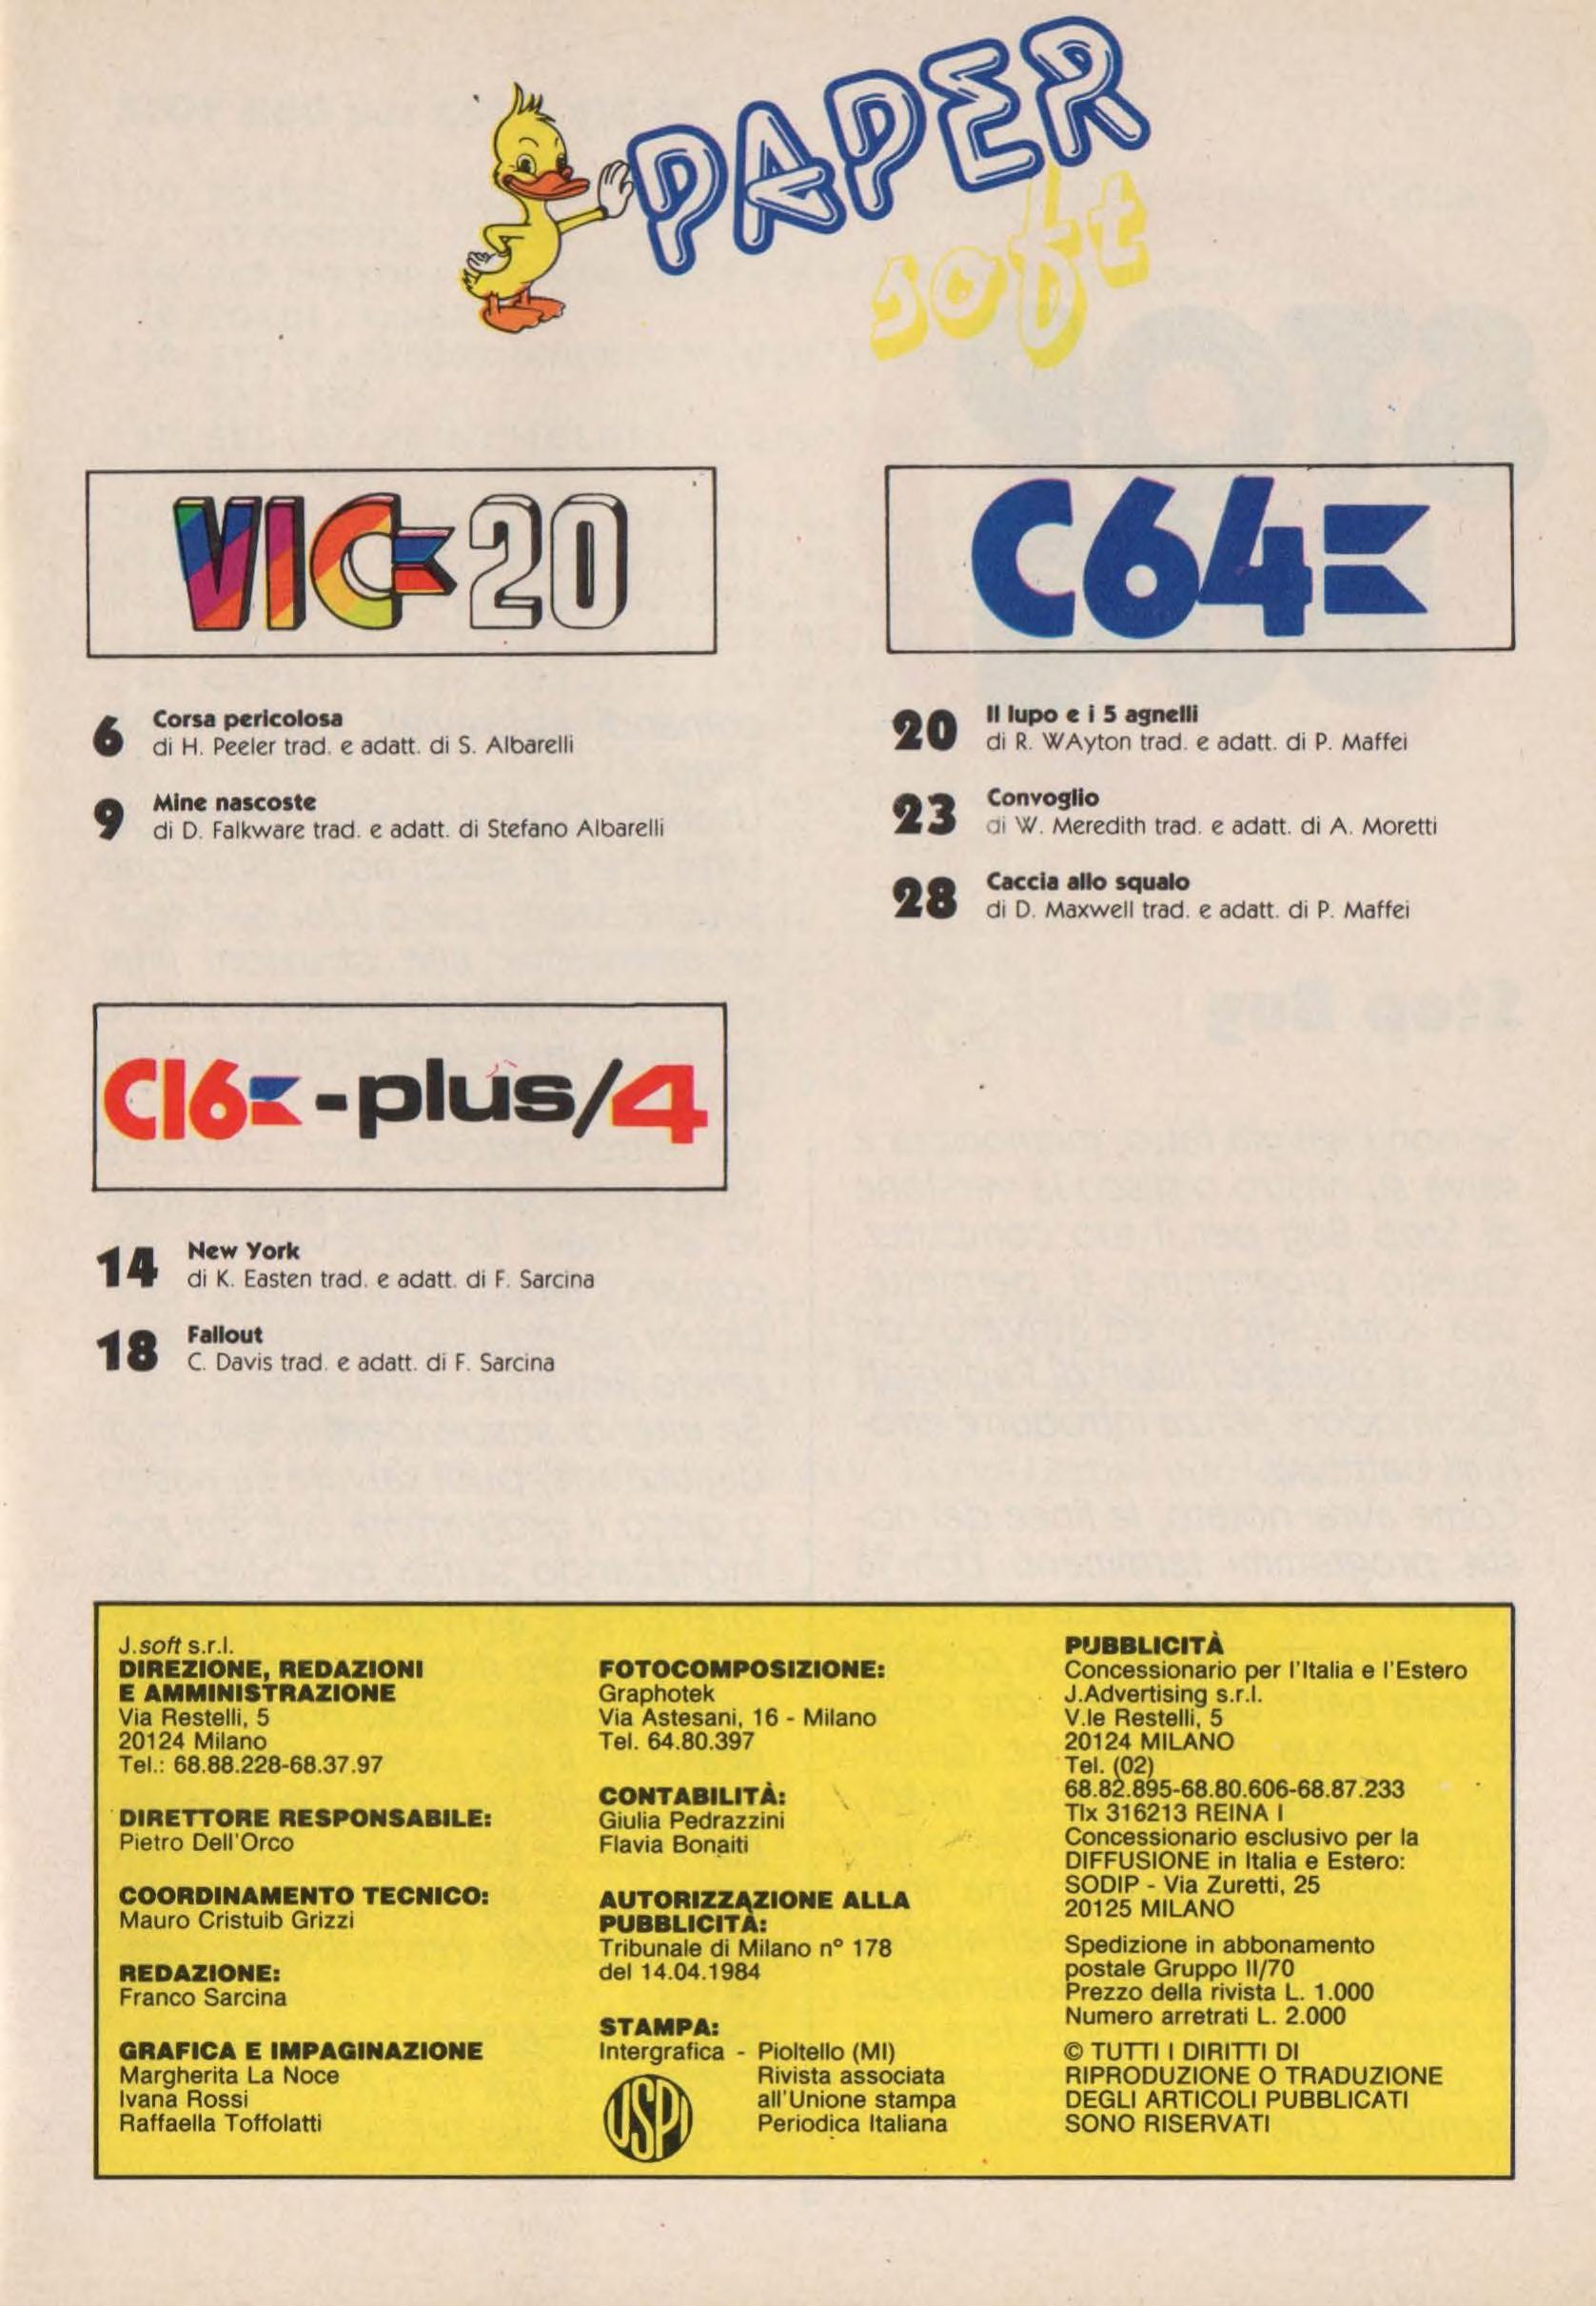 PAPER
soft
VIC 20
6
Corsa pericolosa
di H. Peeler trad. e adatt. di S. Albarelli
9
Mine nascoste
di D. Falkware trad. e adatt. di Stefano Albarelli
C64
20
Il lupo e i 5 agnelli
di R. WAyton trad. e adatt. di P. Maffei
23
Convoglio
di W. Meredith trad. e adatt. di A. Moretti
28
Caccia allo squalo
di D. Maxwell trad. e adatt. di P. Maffei
C16 -plus/4
14
New York
di K. Easten trad. e adatt. di F. Sarcina
18
Fallout
C. Davis trad. e adatt. di F. Sarcina
J.soft s.r.l.
DIREZIONE, REDAZIONI
E AMMINISTRAZIONE
Via Restelli, 5
20124 Milano
Tel.: 68.88.228-68.37.97
DIRETTORE RESPONSABILE:
Pietro Dell'Orco
COORDINAMENTO TECNICO:
Mauro Cristuib Grizzi
REDAZIONE:
Franco Sarcina
GRAFICA E IMPAGINAZIONE
Margherita La Noce
Ivana Rossi
Raffaella Toffolatti
FOTOCOMPOSIZIONE:
Graphotek
Via Astesani, 16 - Milano
Tel. 64.80.397
CONTABILITÀ:
Giulia Pedrazzini
Flavia Bonaiti
AUTORIZZAZIONE ALLA
PUBBLICITÀ:
Tribunale di Milano n° 178
del 14.04.1984
STAMPA:
Intergrafica - Pioltello (MI)
USPI
Rivista associata
all'Unione stampa
Periodica Italiana
PUBBLICITÀ
Concessionario per l'Italia e l'Estero
J.Advertising s.r.l.
V.le Restelli, 5
20124 MILANO
Tel. (02)
68.82.895-68.80.606-68.87.233
Tlx 316213 REINA I
Concessionario esclusivo per la
DIFFUSIONE in Italia e Estero:
SODIP - Via Zuretti, 25
20125 MILANO
Spedizione in abbonamento
postale Gruppo II/70
Prezzo della rivista L. 1.000
Numero arretrati L. 2.000
© TUTTI I DIRITTI DI
RIPRODUZIONE O TRADUZIONE
DEGLI ARTICOLI PUBBLICATI
SONO RISERVATI